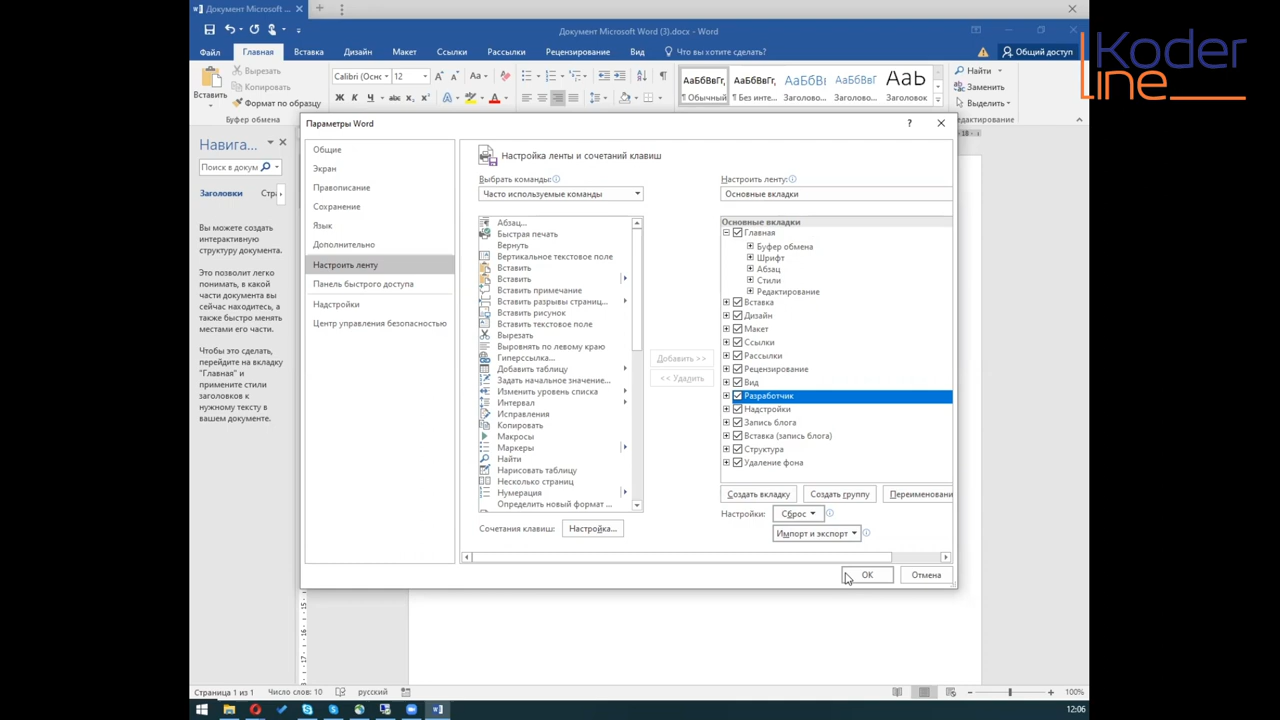 Документ Microsoft ...
Документ Microsoft Word (3).docx - Word
Koder
Line
Файл Главная Вставка Дизайн Макет Ссылки Рассылки Рецензирование Вид Что вы хотите сделать? Общий доступ
Вставить
Вырезать
Копировать
Формат по образцу
Буфер обмена
Calibri (Оснс 12
Ж К Ч abc
АаБбВвГг, АаБбВвГг, АаБбВı АаБбВвГ АаВ
¶ Обычный ¶ Без инте... Заголово... Заголово... Заголовок
Найти
Заменить
Выделить
едактирование
Навига...
Поиск в докум
Заголовки Стра
Вы можете создать
интерактивную
структуру документа.
Это позволит легко
понимать, в какой
части документа вы
сейчас находитесь, а
также быстро менять
местами его части.
Чтобы это сделать,
перейдите на вкладку
"Главная" и
примените стили
заголовков к
нужному тексту в
вашем документе.
Параметры Word
Общие
Экран
Правописание
Сохранение
Язык
Дополнительно
Настроить ленту
Панель быстрого доступа
Надстройки
Центр управления безопасностью
Настройка ленты и сочетаний клавиш
Выбрать команды:
Часто используемые команды
Абзац...
Быстрая печать
Вернуть
Вертикальное текстовое поле
Вставить
Вставить
Вставить примечание
Вставить разрывы страниц...
Вставить рисунок
Вставить текстовое поле
Вырезать
Выровнять по левому краю
Гиперссылка...
Добавить таблицу
Задать начальное значение...
Изменить уровень списка
Интервал
Исправления
Копировать
Макросы
Маркеры
Найти
Нарисовать таблицу
Несколько страниц
Нумерация
Определить новый формат ...
Сочетания клавиш: Настройка...
Добавить >>
<< Удалить
Настроить ленту:
Основные вкладки
Основные вкладки
Главная
Буфер обмена
Шрифт
Абзац
Стили
Редактирование
Вставка
Дизайн
Макет
Ссылки
Рассылки
Рецензирование
Вид
Разработчик
Надстройки
Запись блога
Вставка (запись блога)
Структура
Удаление фона
Создать вкладку Создать группу Переименовани
Настройки: Сброс
Импорт и экспорт
ОК Отмена
Страница 1 из 1 Число слов: 10 русский 100%
12:06